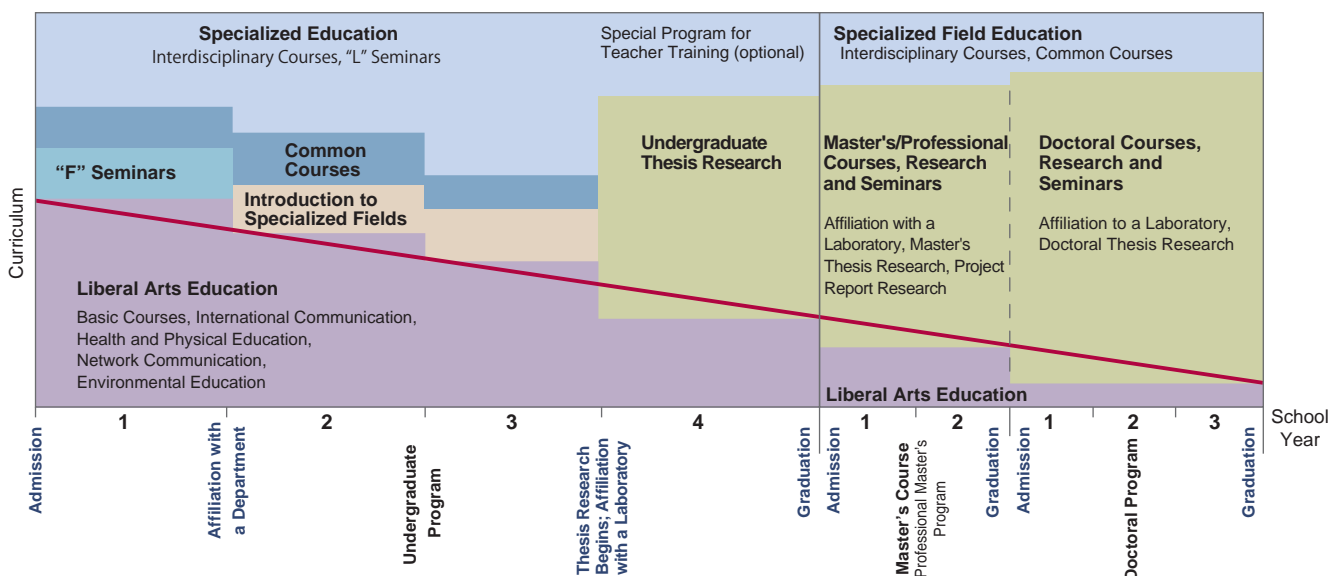 Specialized Education
Interdisciplinary Courses, “L” Seminars
Special Program for
Teacher Training (optional)
Specialized Field Education
Interdisciplinary Courses, Common Courses
“F” Seminars
Common
Courses
Introduction to
Specialized Fields
Undergraduate
Thesis Research
Master's/Professional
Courses, Research
and Seminars
Affiliation with a
Laboratory, Master's
Thesis Research, Project
Report Research
Doctoral Courses,
Research and
Seminars
Affiliation to a Laboratory,
Doctoral Thesis Research
Curriculum
Liberal Arts Education
Basic Courses, International Communication,
Health and Physical Education,
Network Communication,
Environmental Education
Liberal Arts Education
1
2
3
4
1
2
1
2
3
School
Year
Admission
Affiliation with
a Department
Undergraduate
Program
Thesis Research
Begins; Affiliation
with a Laboratory
Graduation
Admission
Master's Course
Professional Master's
Program
Graduation
Admission
Doctoral Program
Graduation